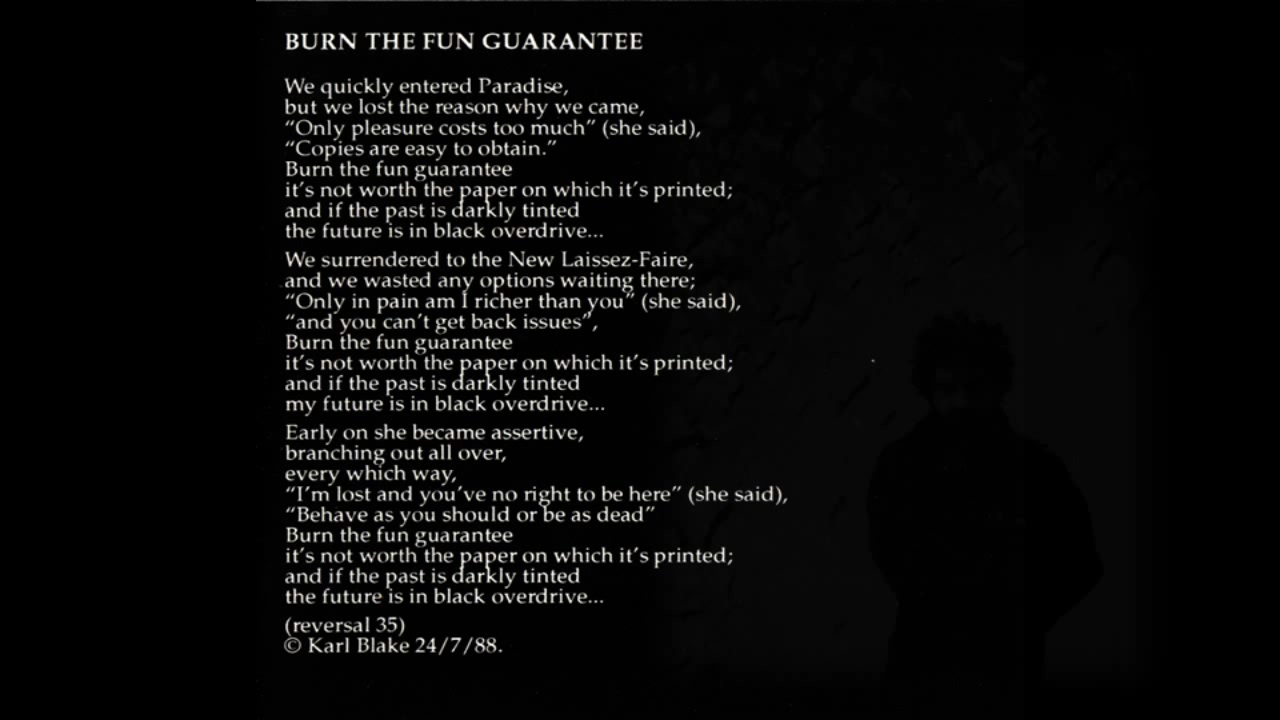 BURN THE FUN GUARANTEE
We quickly entered Paradise,
but we lost the reason why we came,
“Only pleasure costs too much” (she said),
“Copies are easy to obtain.”
Burn the fun guarantee
it’s not worth the paper on which it’s printed;
and if the past is darkly tinted
the future is in black overdrive...
We surrendered to the New Laissez-Faire,
and we wasted any options waiting there;
“Only in pain am I richer than you” (she said),
“and you can’t get back issues”,
Burn the fun guarantee
it’s not worth the paper on which it’s printed;
and if the past is darkly tinted
my future is in black overdrive...
Early on she became assertive,
branching out all over,
every which way,
“I’m lost and you’ve no right to be here” (she said),
“Behave as you should or be as dead”
Burn the fun guarantee
it’s not worth the paper on which it’s printed;
and if the past is darkly tinted
the future is in black overdrive...
(reversal 35)
© Karl Blake 24/7/88.